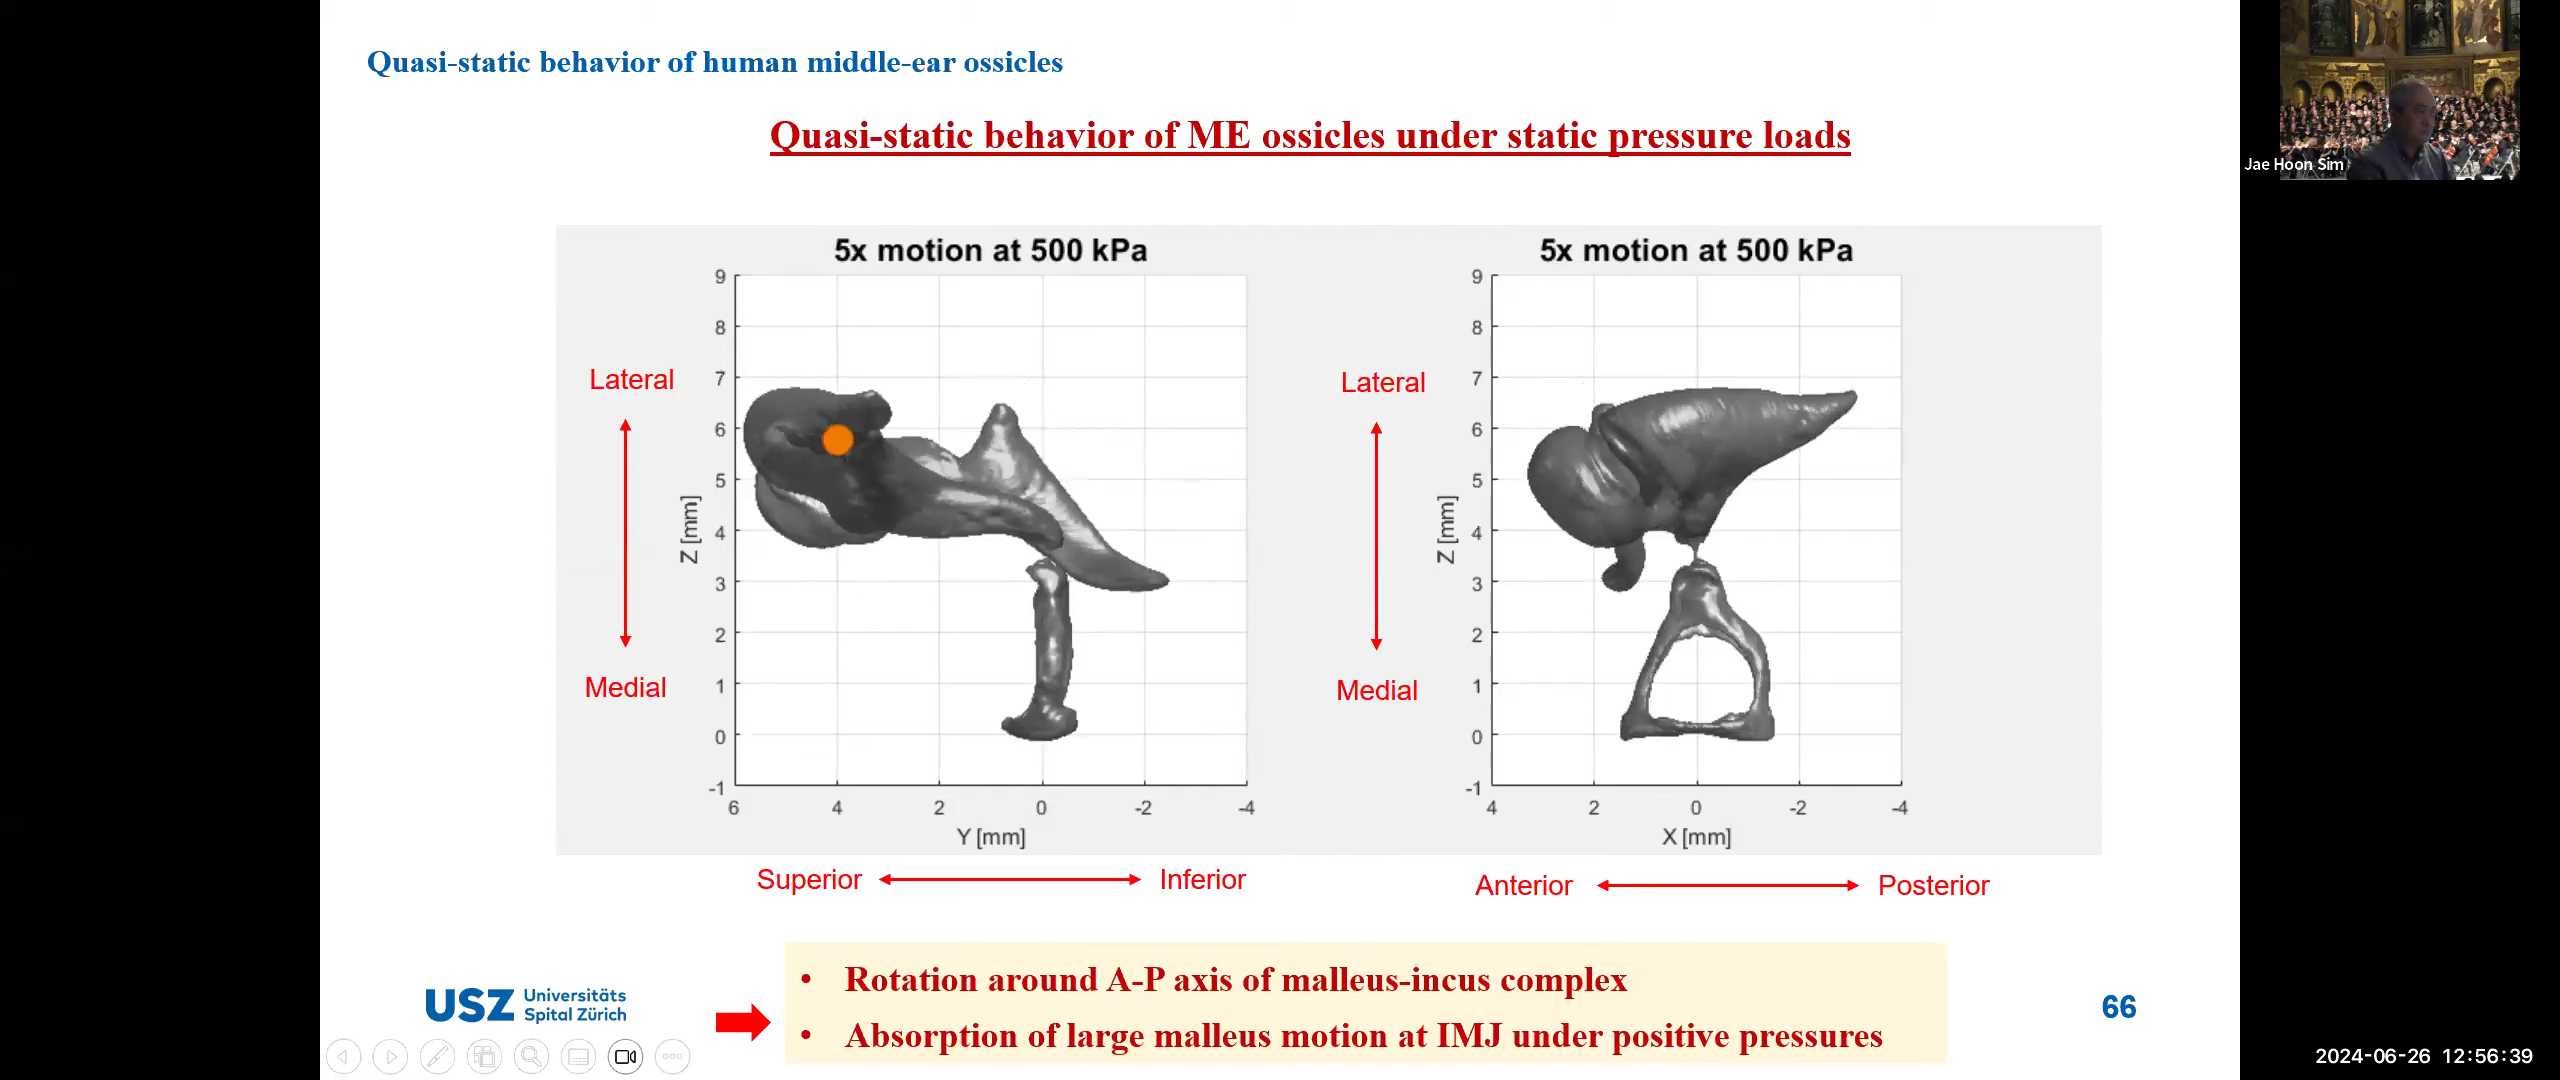 Quasi-static behavior of human middle-ear ossicles
Quasi-static behavior of ME ossicles under static pressure loads
Jae Hoon Sim
5x motion at 500 kPa
9
8
7
6
5
4
3
2
1
0
-1
Z [mm]
6 4 2 0 -2 -4
Y [mm]
Lateral
Medial
Superior
Inferior
5x motion at 500 kPa
9
8
7
6
5
4
3
2
1
0
-1
Z [mm]
4 2 0 -2 -4
X [mm]
Lateral
Medial
Anterior
Posterior
• Rotation around A-P axis of malleus-incus complex
• Absorption of large malleus motion at IMJ under positive pressures
USZ Universitäts
Spital Zürich
66
2024-06-26 12:56:39